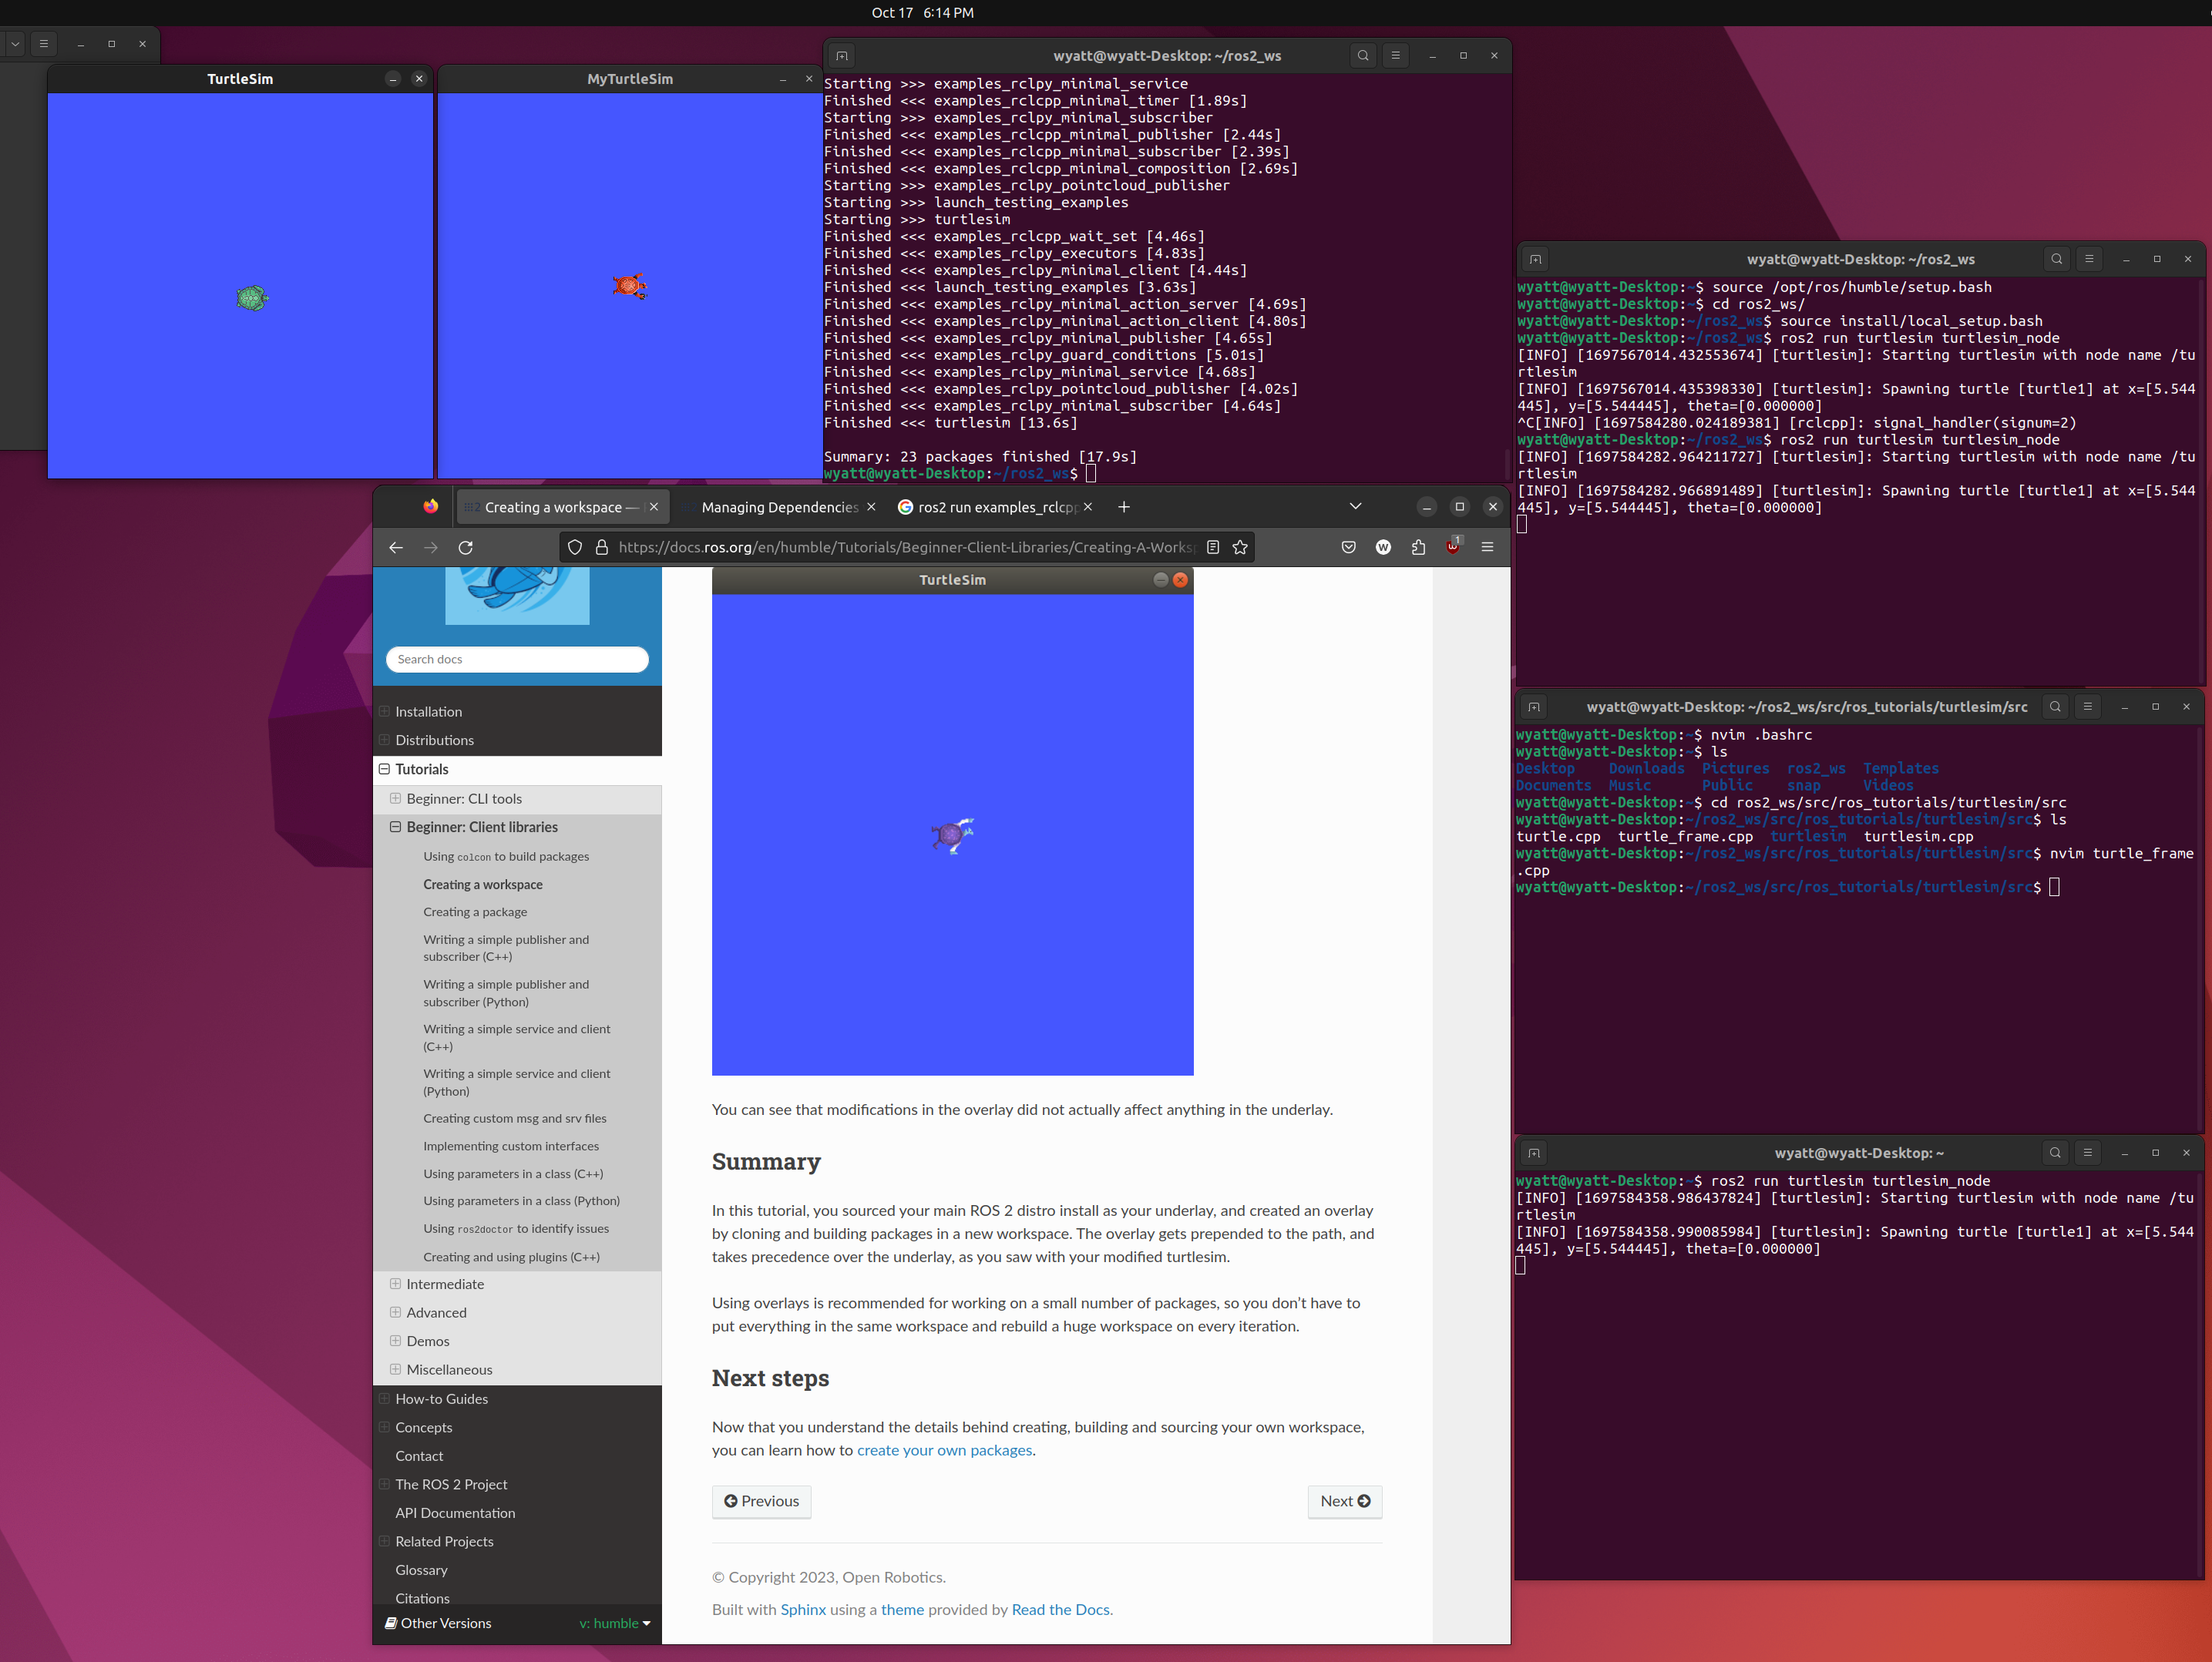 Oct 17 6:14 PM
TurtleSim
MyTurtleSim
wyatt@wyatt-Desktop: ~/ros2_ws
Starting >>> examples_rclpy_minimal_service
Finished <<< examples_rclcpp_minimal_timer [1.89s]
Starting >>> examples_rclpy_minimal_subscriber
Finished <<< examples_rclcpp_minimal_publisher [2.44s]
Finished <<< examples_rclcpp_minimal_subscriber [2.39s]
Finished <<< examples_rclcpp_minimal_composition [2.69s]
Starting >>> examples_rclpy_pointcloud_publisher
Starting >>> launch_testing_examples
Starting >>> turtlesim
Finished <<< examples_rclcpp_wait_set [4.46s]
Finished <<< examples_rclpy_executors [4.83s]
Finished <<< examples_rclpy_minimal_client [4.44s]
Finished <<< launch_testing_examples [3.63s]
Finished <<< examples_rclpy_minimal_action_server [4.69s]
Finished <<< examples_rclpy_minimal_action_client [4.80s]
Finished <<< examples_rclpy_minimal_publisher [4.65s]
Finished <<< examples_rclpy_guard_conditions [5.01s]
Finished <<< examples_rclpy_minimal_service [4.68s]
Finished <<< examples_rclpy_pointcloud_publisher [4.02s]
Finished <<< examples_rclpy_minimal_subscriber [4.64s]
Finished <<< turtlesim [13.6s]
Summary: 23 packages finished [17.9s]
wyatt@wyatt-Desktop:~/ros2_ws$
wyatt@wyatt-Desktop: ~/ros2_ws
wyatt@wyatt-Desktop:~$ source /opt/ros/humble/setup.bash
wyatt@wyatt-Desktop:~$ cd ros2_ws/
wyatt@wyatt-Desktop:~/ros2_ws$ source install/local_setup.bash
wyatt@wyatt-Desktop:~/ros2_ws$ ros2 run turtlesim turtlesim_node
[INFO] [1697567014.432553674] [turtlesim]: Starting turtlesim with node name /tu
rtlesim
[INFO] [1697567014.435398330] [turtlesim]: Spawning turtle [turtle1] at x=[5.544
445], y=[5.544445], theta=[0.000000]
^C[INFO] [1697584280.024189381] [rclcpp]: signal_handler(signum=2)
wyatt@wyatt-Desktop:~/ros2_ws$ ros2 run turtlesim turtlesim_node
[INFO] [1697584282.964211727] [turtlesim]: Starting turtlesim with node name /tu
rtlesim
[INFO] [1697584282.966891489] [turtlesim]: Spawning turtle [turtle1] at x=[5.544
445], y=[5.544445], theta=[0.000000]
wyatt@wyatt-Desktop: ~/ros2_ws/src/ros_tutorials/turtlesim/src
wyatt@wyatt-Desktop:~$ nvim .bashrc
wyatt@wyatt-Desktop:~$ ls
Desktop Downloads Pictures ros2_ws Templates
Documents Music Public snap Videos
wyatt@wyatt-Desktop:~$ cd ros2_ws/src/ros_tutorials/turtlesim/src
wyatt@wyatt-Desktop:~/ros2_ws/src/ros_tutorials/turtlesim/src$ ls
turtle.cpp turtle_frame.cpp turtlesim turtlesim.cpp
wyatt@wyatt-Desktop:~/ros2_ws/src/ros_tutorials/turtlesim/src$ nvim turtle_frame
.cpp
wyatt@wyatt-Desktop:~/ros2_ws/src/ros_tutorials/turtlesim/src$
wyatt@wyatt-Desktop: ~
wyatt@wyatt-Desktop:~$ ros2 run turtlesim turtlesim_node
[INFO] [1697584358.986437824] [turtlesim]: Starting turtlesim with node name /tu
rtlesim
[INFO] [1697584358.990085984] [turtlesim]: Spawning turtle [turtle1] at x=[5.544
445], y=[5.544445], theta=[0.000000]
Creating a workspace — Managing Dependencies ros2 run examples_rclcpp
https://docs.ros.org/en/humble/Tutorials/Beginner-Client-Libraries/Creating-A-Works
W
1
Search docs
Installation
Distributions
Tutorials
Beginner: CLI tools
Beginner: Client libraries
Using colcon to build packages
Creating a workspace
Creating a package
Writing a simple publisher and
subscriber (C++)
Writing a simple publisher and
subscriber (Python)
Writing a simple service and client
(C++)
Writing a simple service and client
(Python)
Creating custom msg and srv files
Implementing custom interfaces
Using parameters in a class (C++)
Using parameters in a class (Python)
Using ros2doctor to identify issues
Creating and using plugins (C++)
Intermediate
Advanced
Demos
Miscellaneous
How-to Guides
Concepts
Contact
The ROS 2 Project
API Documentation
Related Projects
Glossary
Citations
Other Versions v: humble
TurtleSim
You can see that modifications in the overlay did not actually affect anything in the underlay.
Summary
In this tutorial, you sourced your main ROS 2 distro install as your underlay, and created an overlay
by cloning and building packages in a new workspace. The overlay gets prepended to the path, and
takes precedence over the underlay, as you saw with your modified turtlesim.
Using overlays is recommended for working on a small number of packages, so you don’t have to
put everything in the same workspace and rebuild a huge workspace on every iteration.
Next steps
Now that you understand the details behind creating, building and sourcing your own workspace,
you can learn how to create your own packages.
Previous Next
© Copyright 2023, Open Robotics.
Built with Sphinx using a theme provided by Read the Docs.